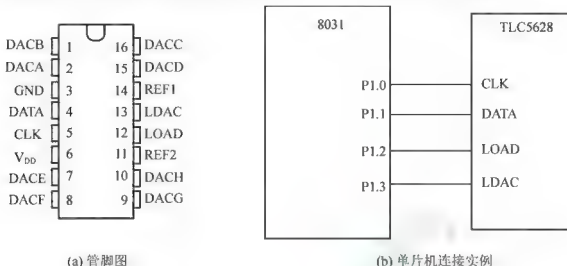 DACB 1 16 DACC
DACA 2 15 DACD
GND 3 14 REF1
DATA 4 13 LDAC
CLK 5 12 LOAD
V_DD 6 11 REF2
DACE 7 10 DACH
DACF 8 9 DACG
(a) 管脚图
8031
TLC5628
P1.0 CLK
P1.1 DATA
P1.2 LOAD
P1.3 LDAC
(b) 单片机连接实例